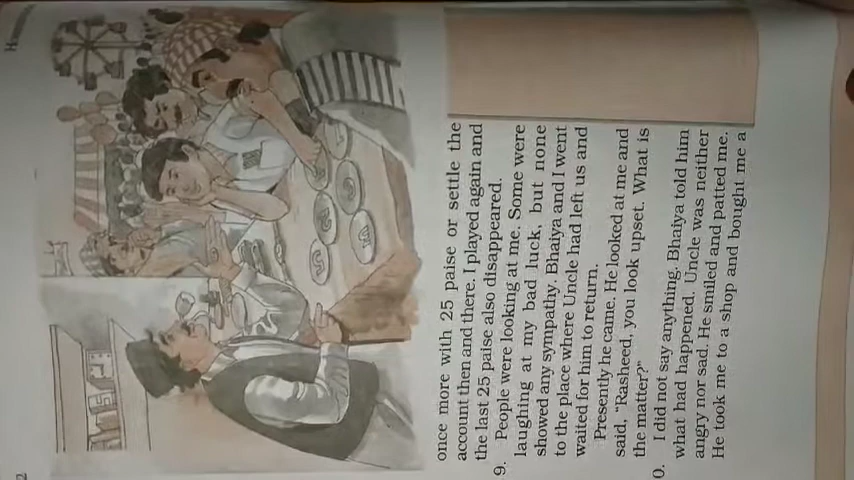 once more with 25 paise or settle the
account then and there. I played again and
the last 25 paise also disappeared.
9. People were looking at me. Some were
laughing at my bad luck, but none
showed any sympathy. Bhaiya and I went
to the place where Uncle had left us and
waited for him to return.
Presently he came. He looked at me and
said, "Rasheed, you look upset. What is
the matter?"
0. I did not say anything. Bhaiya told him
what had happened. Uncle was neither
angry nor sad. He smiled and patted me.
He took me to a shop and bought me a